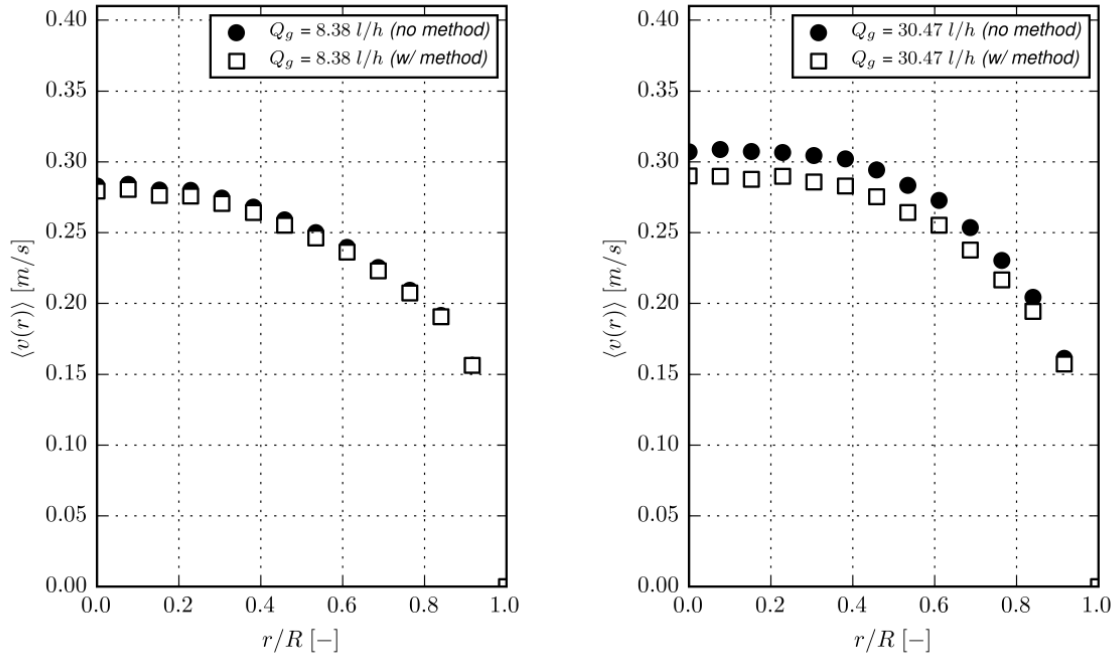 Q_g = 8.38 l/h (no method)
Q_g = 8.38 l/h (w/ method)
0.40
0.35
0.30
0.25
0.20
0.15
0.10
0.05
0.00
⟨v(r)⟩ [m/s]
0.0 0.2 0.4 0.6 0.8 1.0
r/R [−]
Q_g = 30.47 l/h (no method)
Q_g = 30.47 l/h (w/ method)
0.40
0.35
0.30
0.25
0.20
0.15
0.10
0.05
0.00
⟨v(r)⟩ [m/s]
0.0 0.2 0.4 0.6 0.8 1.0
r/R [−]